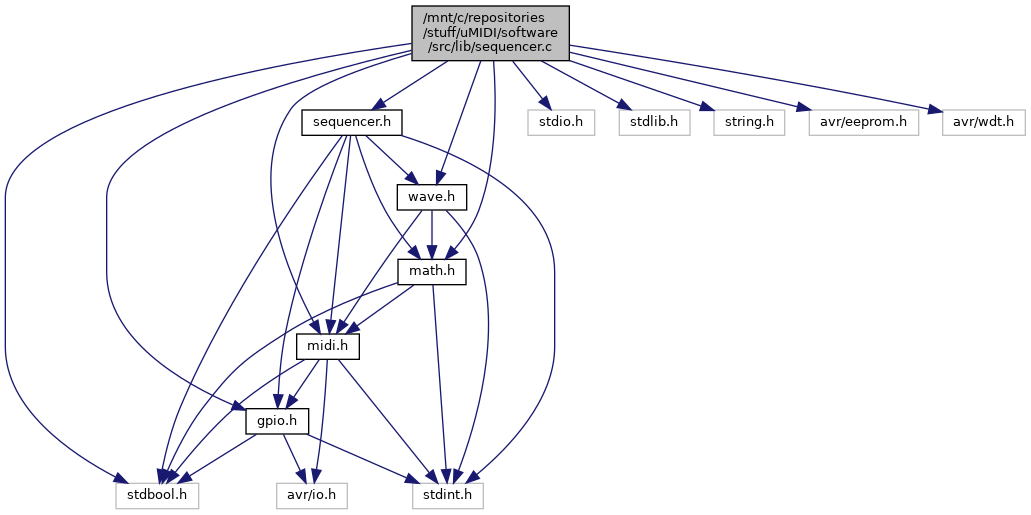 /mnt/c/repositories
/stuff/uMIDI/software
/src/lib/sequencer.c
sequencer.h
stdio.h
stdlib.h
string.h
avr/eeprom.h
avr/wdt.h
wave.h
math.h
midi.h
gpio.h
stdbool.h
avr/io.h
stdint.h